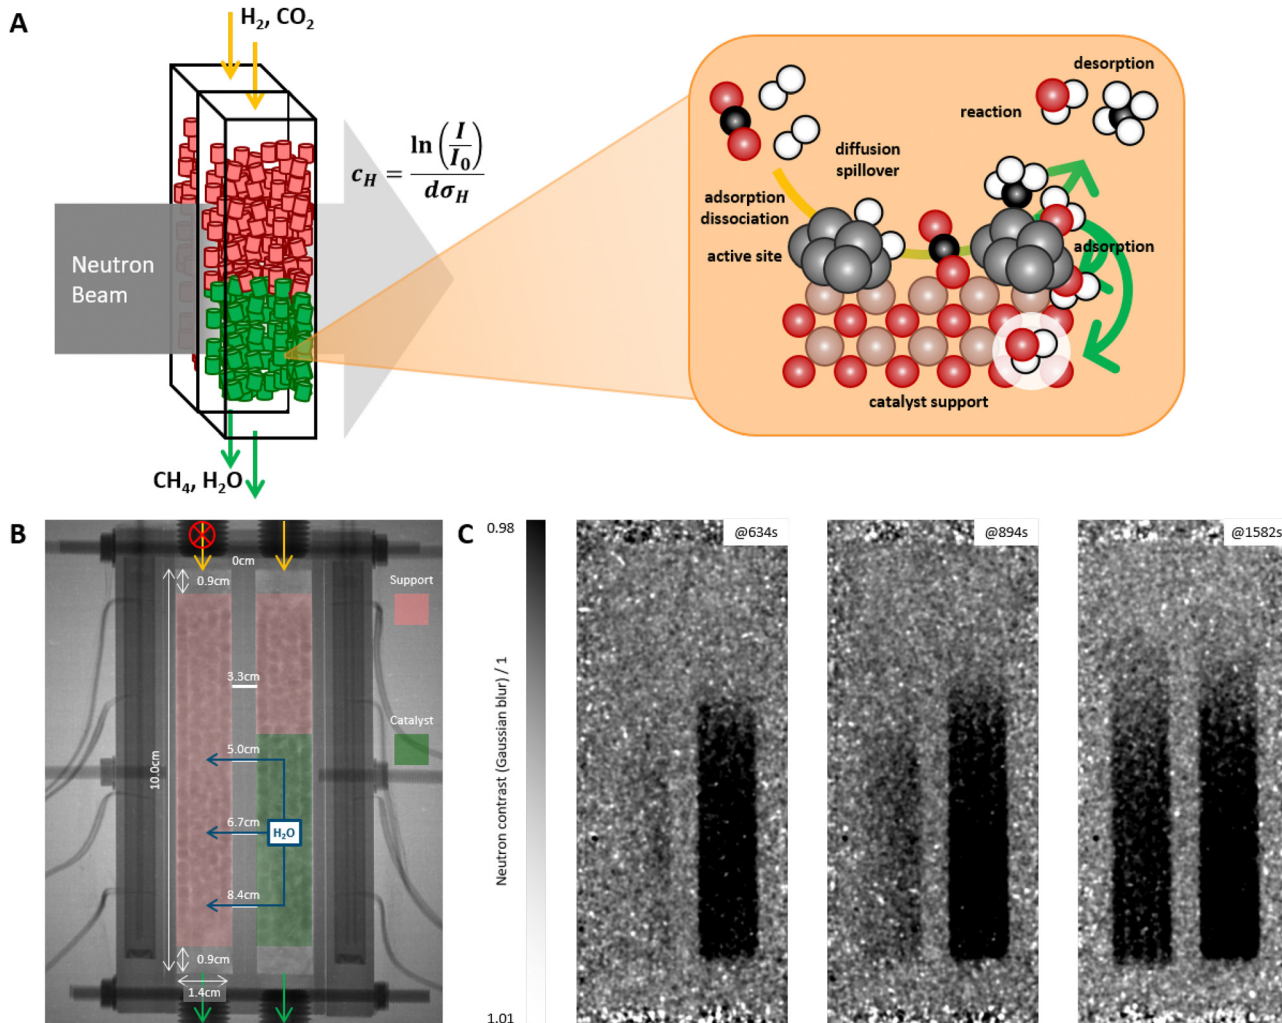 A
H₂, CO₂
Neutron
Beam
c_H = ln(I/I₀)/dσ_H
CH₄, H₂O
desorption
reaction
diffusion
spillover
adsorption
dissociation
active site
adsorption
catalyst support
B
0cm
0.9cm
Support
3.3cm
Catalyst
5.0cm
10.0cm
6.7cm
H₂O
8.4cm
0.9cm
1.4cm
C
0.98
Neutron contrast (Gaussian blur) / 1
1.01
@634s
@894s
@1582s